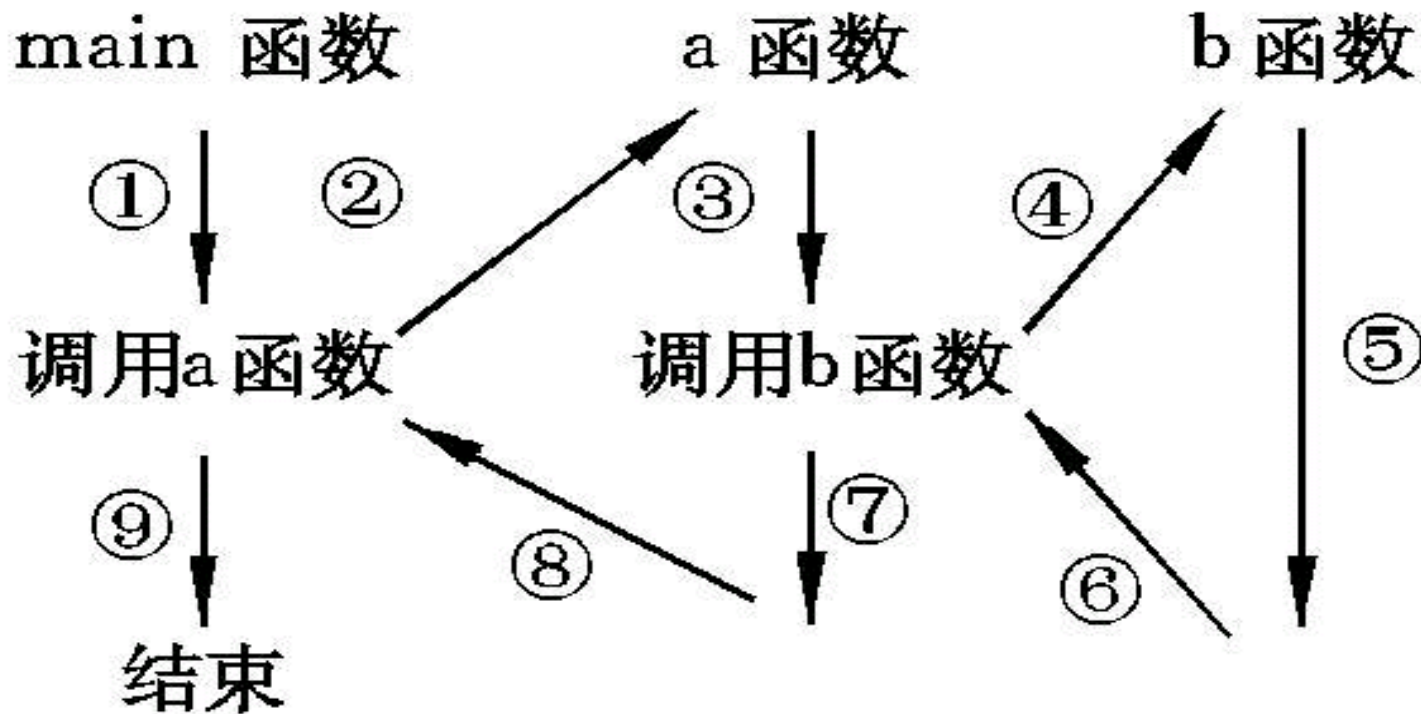 main 函数 a 函数 b 函数
① ② ③ ④
调用a函数 调用b函数 ⑤
⑨ ⑧ ⑦ ⑥
结束